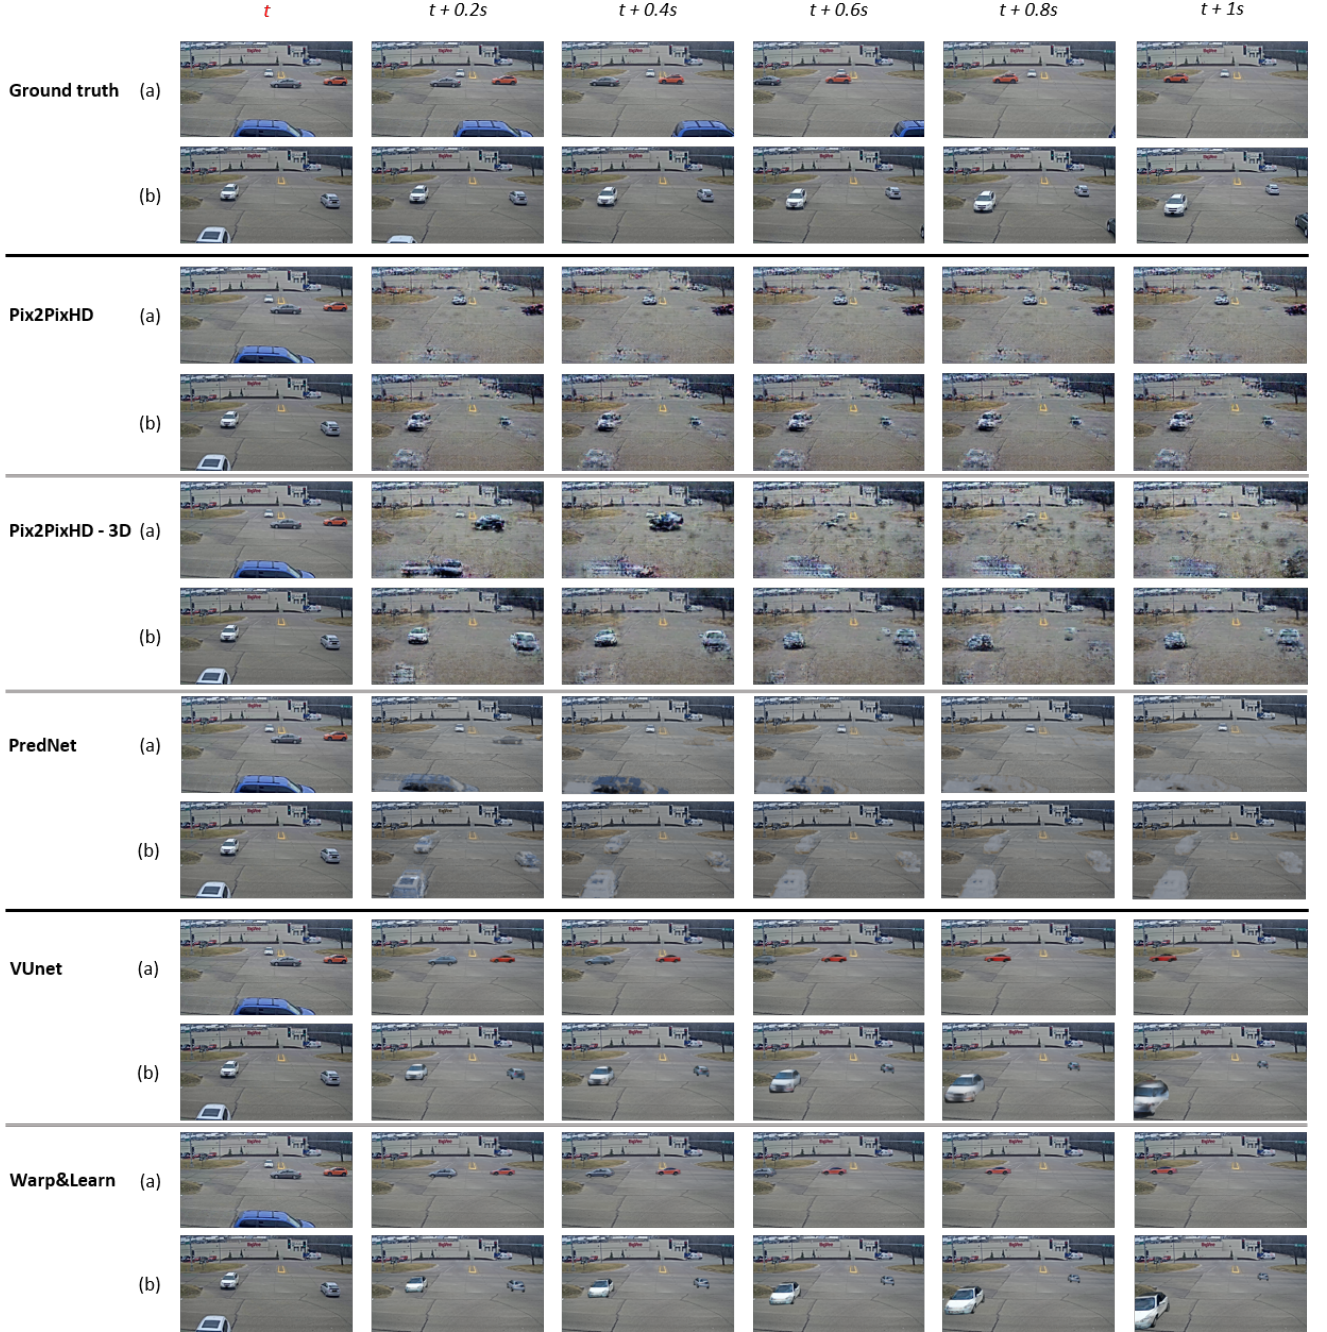 t t + 0.2s t + 0.4s t + 0.6s t + 0.8s t + 1s
Ground truth (a)
(b)
Pix2PixHD (a)
(b)
Pix2PixHD - 3D (a)
(b)
PredNet (a)
(b)
VUnet (a)
(b)
Warp&Learn (a)
(b)